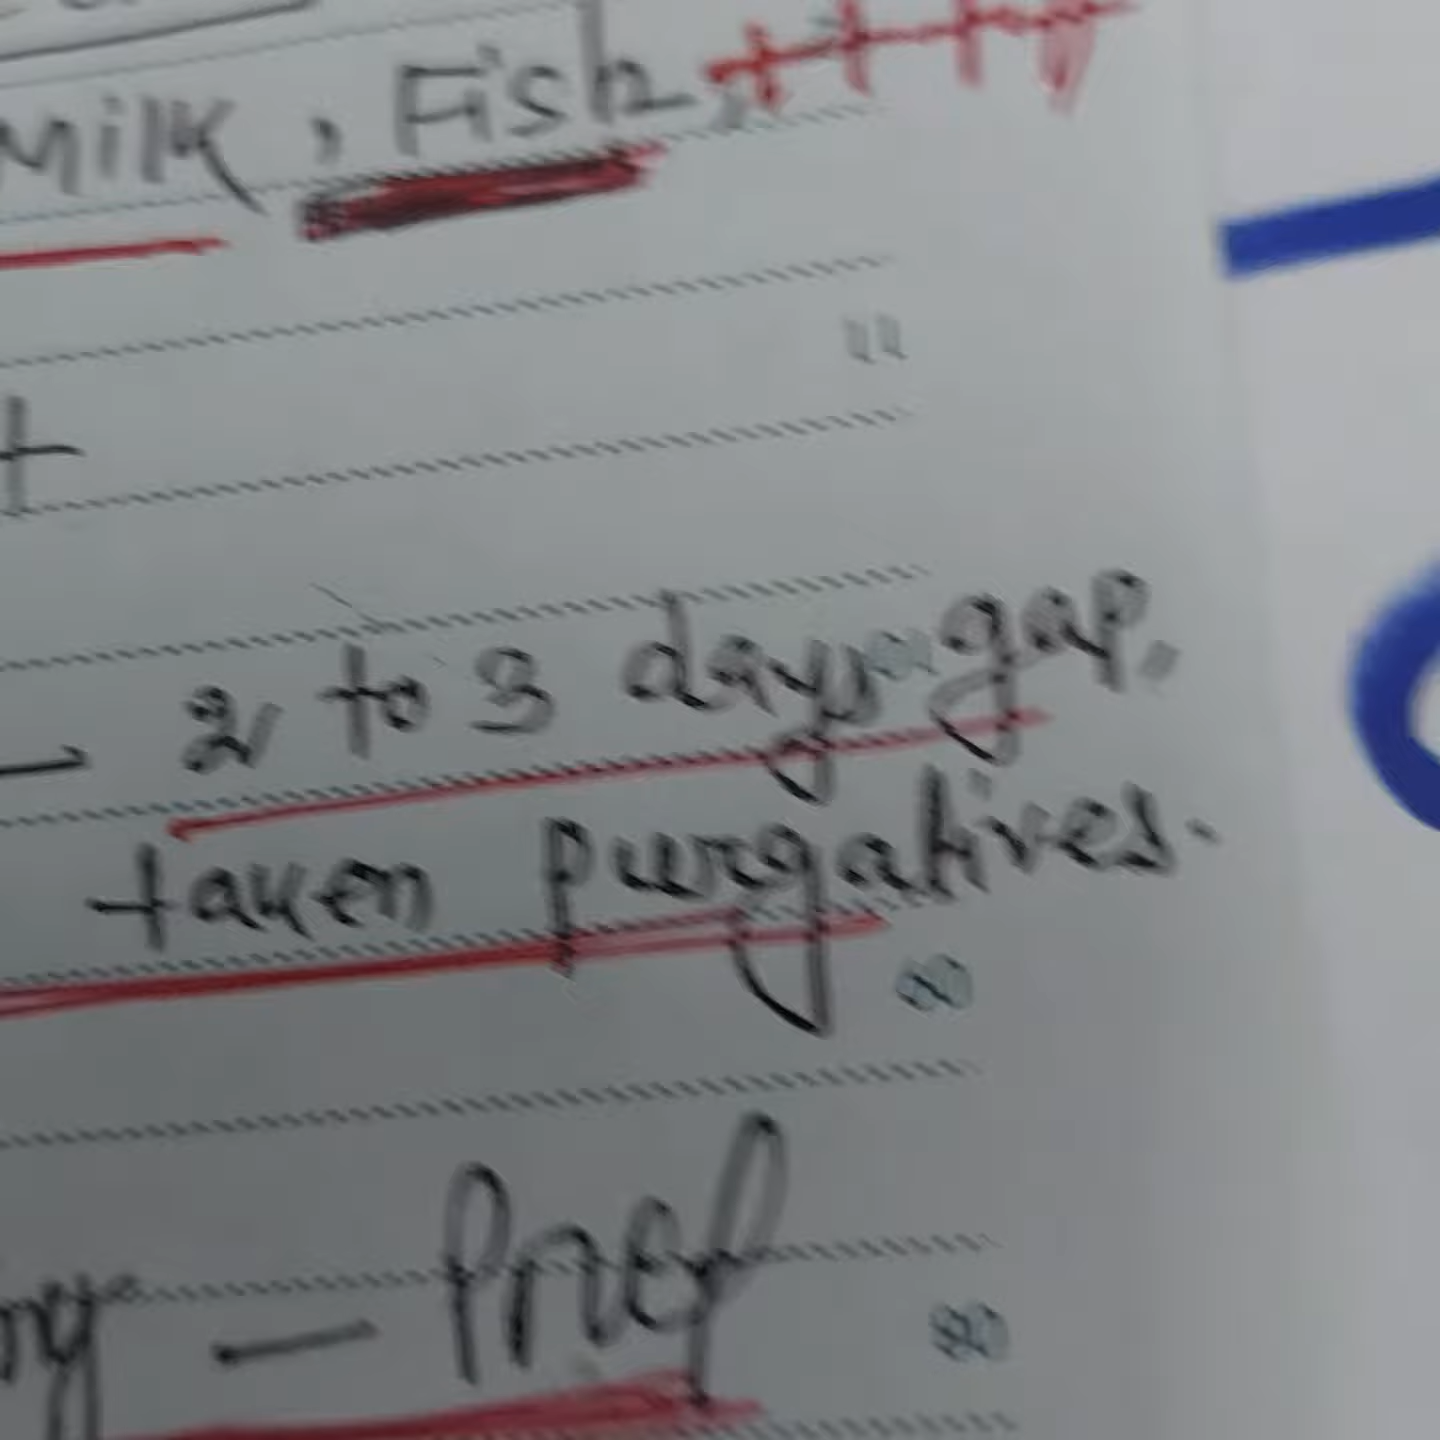 Milk, Fish, +++
+
— 2 to 3 days gap.
taken purgatives.
— Pref